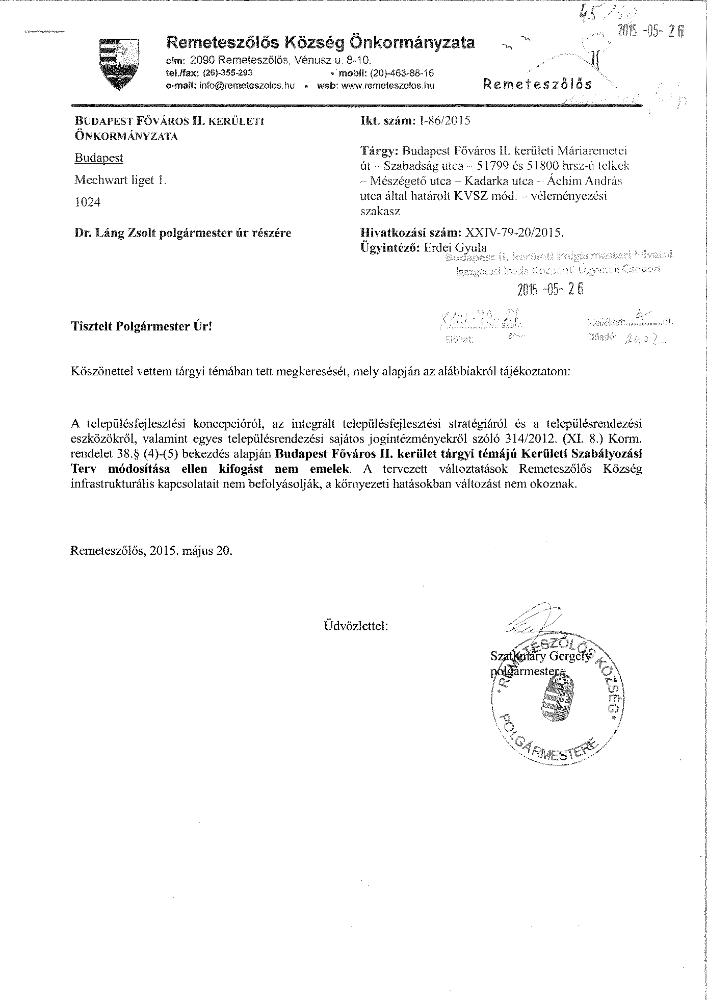 45
2015 -05- 26
Remeteszőlős Község Önkormányzata
cím: 2090 Remeteszőlős, Vénusz u. 8-10.
tel./fax: (26)-355-293 • mobil: (20)-463-88-16
e-mail: info@remeteszolos.hu • web: www.remeteszolos.hu
Remeteszőlős
BUDAPEST FŐVÁROS II. KERÜLETI
ÖNKORMÁNYZATA
Budapest
Mechwart liget 1.
1024
Dr. Láng Zsolt polgármester úr részére
Ikt. szám: I-86/2015
Tárgy: Budapest Főváros II. kerületi Máriaremetei
út – Szabadság utca – 51799 és 51800 hrsz-ú telkek
– Mészégető utca – Kadarka utca – Áchim András
utca által határolt KVSZ mód. – véleményezési
szakasz
Hivatkozási szám: XXIV-79-20/2015.
Ügyintéző: Erdei Gyula
Budapest II. kerületi Polgármesteri Hivatal
Igazgatási Iroda Központi Ügyviteli Csoport
2015 -05- 26
XXIV-79-27 szám
Melléklet: db
Előirat:
Előadó: 2402
Tisztelt Polgármester Úr!
Köszönettel vettem tárgyi témában tett megkeresését, mely alapján az alábbiakról tájékoztatom:
A településfejlesztési koncepcióról, az integrált településfejlesztési stratégiáról és a településrendezési
eszközökről, valamint egyes településrendezési sajátos jogintézményekről szóló 314/2012. (XI. 8.) Korm.
rendelet 38.§ (4)-(5) bekezdés alapján Budapest Főváros II. kerület tárgyi témájú Kerületi Szabályozási
Terv módosítása ellen kifogást nem emelek. A tervezett változtatások Remeteszőlős Község
infrastrukturális kapcsolatait nem befolyásolják, a környezeti hatásokban változást nem okoznak.
Remeteszőlős, 2015. május 20.
Üdvözlettel:
Szathmáry Gergely
polgármester
* REMETESZŐLŐS KÖZSÉG *
POLGÁRMESTERE